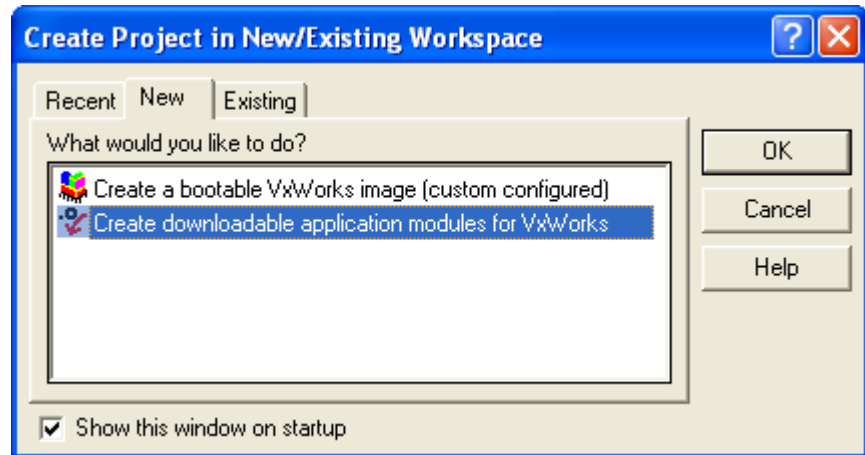 Create Project in New/Existing Workspace
Recent New Existing
What would you like to do?
Create a bootable VxWorks image (custom configured)
Create downloadable application modules for VxWorks
OK
Cancel
Help
Show this window on startup